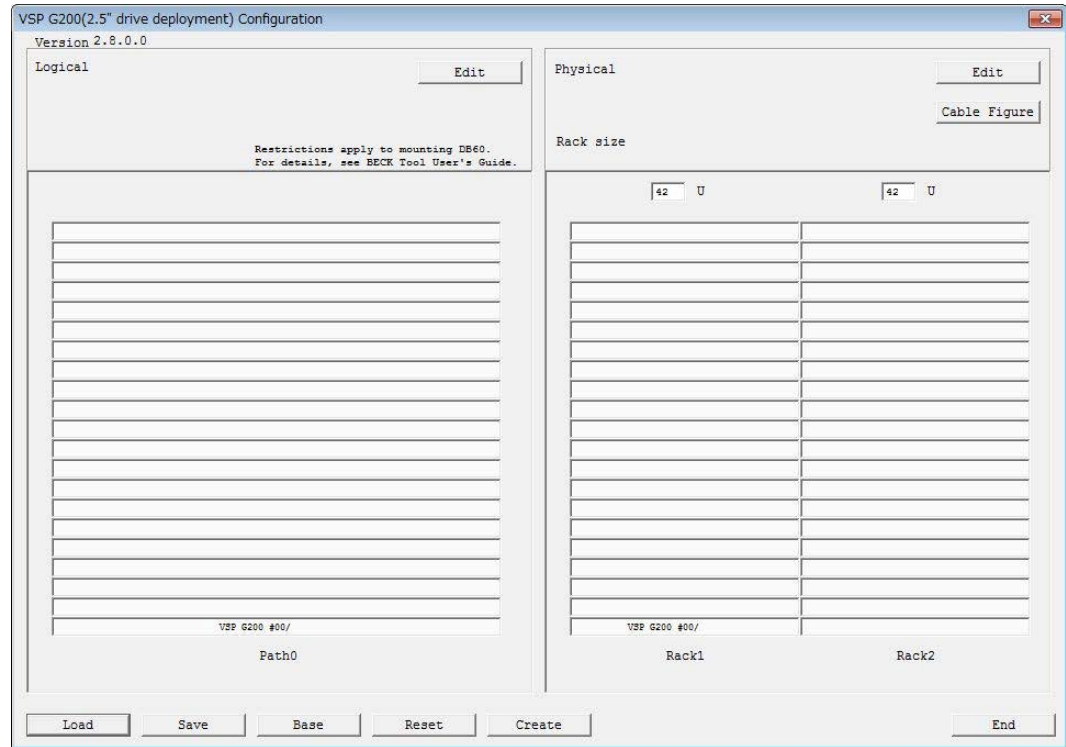 VSP G200(2.5" drive deployment) Configuration
Version 2.8.0.0
Logical
Edit
Restrictions apply to mounting DB60.
For details, see BECK Tool User's Guide.
Physical
Edit
Cable Figure
Rack size
42 U
42 U
VSP G200 #00/
Path0
VSP G200 #00/
Rack1
Rack2
Load
Save
Base
Reset
Create
End